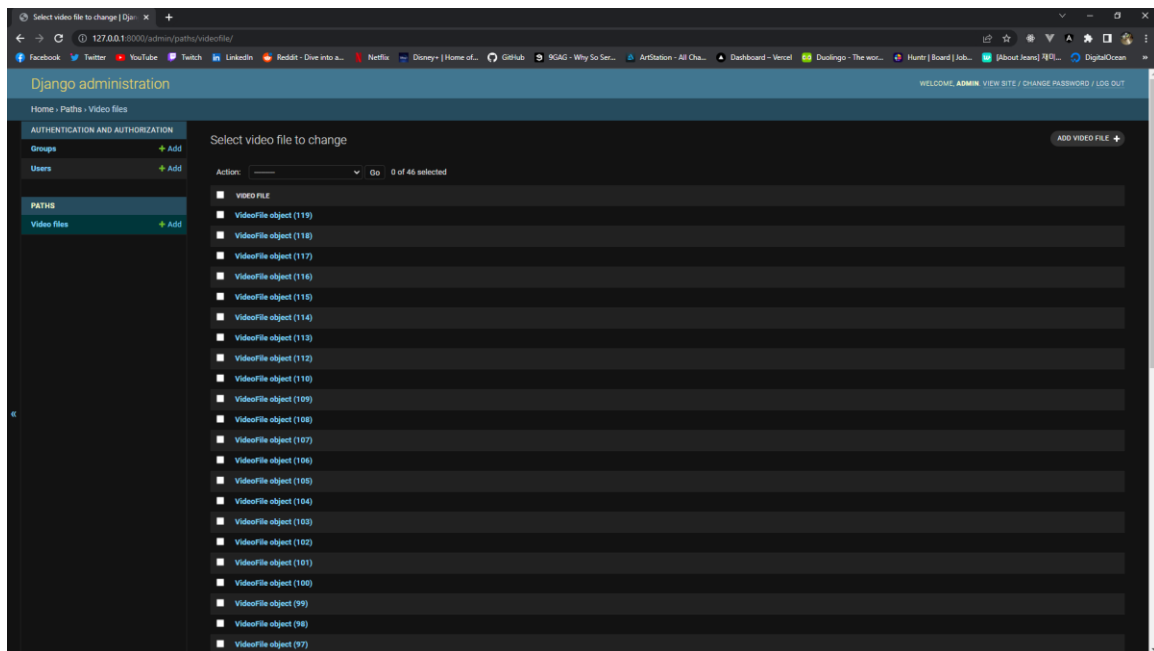 Select video file to change | Djan
127.0.0.1:8000/admin/paths/videofile/
Facebook Twitter YouTube Twitch LinkedIn Reddit - Dive into a... Netflix Disney+ | Home of... GitHub 9GAG - Why So Ser... ArtStation - All Cha... Dashboard – Vercel Duolingo - The wor... Huntr | Board | Job... [About Jeans] 재미... DigitalOcean »
Django administration
WELCOME, ADMIN. VIEW SITE / CHANGE PASSWORD / LOG OUT
Home › Paths › Video files
AUTHENTICATION AND AUTHORIZATION
Groups + Add
Users + Add
PATHS
Video files + Add
«
Select video file to change
ADD VIDEO FILE +
Action: --------- Go 0 of 46 selected
VIDEO FILE
VideoFile object (119)
VideoFile object (118)
VideoFile object (117)
VideoFile object (116)
VideoFile object (115)
VideoFile object (114)
VideoFile object (113)
VideoFile object (112)
VideoFile object (110)
VideoFile object (109)
VideoFile object (108)
VideoFile object (107)
VideoFile object (106)
VideoFile object (105)
VideoFile object (104)
VideoFile object (103)
VideoFile object (102)
VideoFile object (101)
VideoFile object (100)
VideoFile object (99)
VideoFile object (98)
VideoFile object (97)